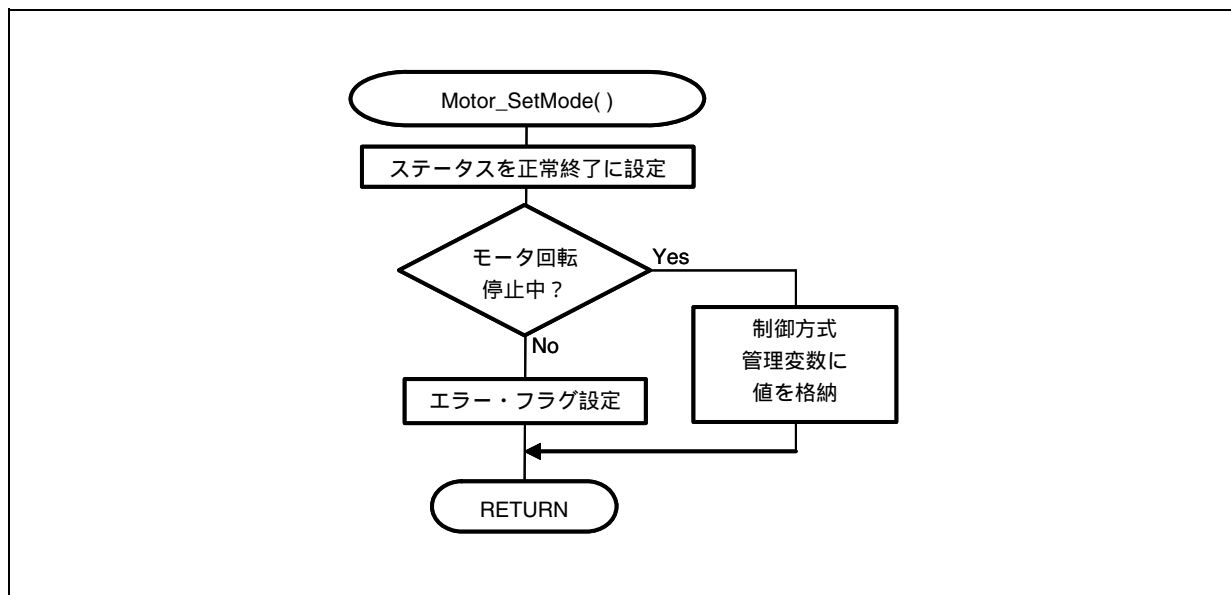 Motor_SetMode( )
ステータスを正常終了に設定
モータ回転
停止中？
Yes
制御方式
管理変数に
値を格納
No
エラー・フラグ設定
RETURN